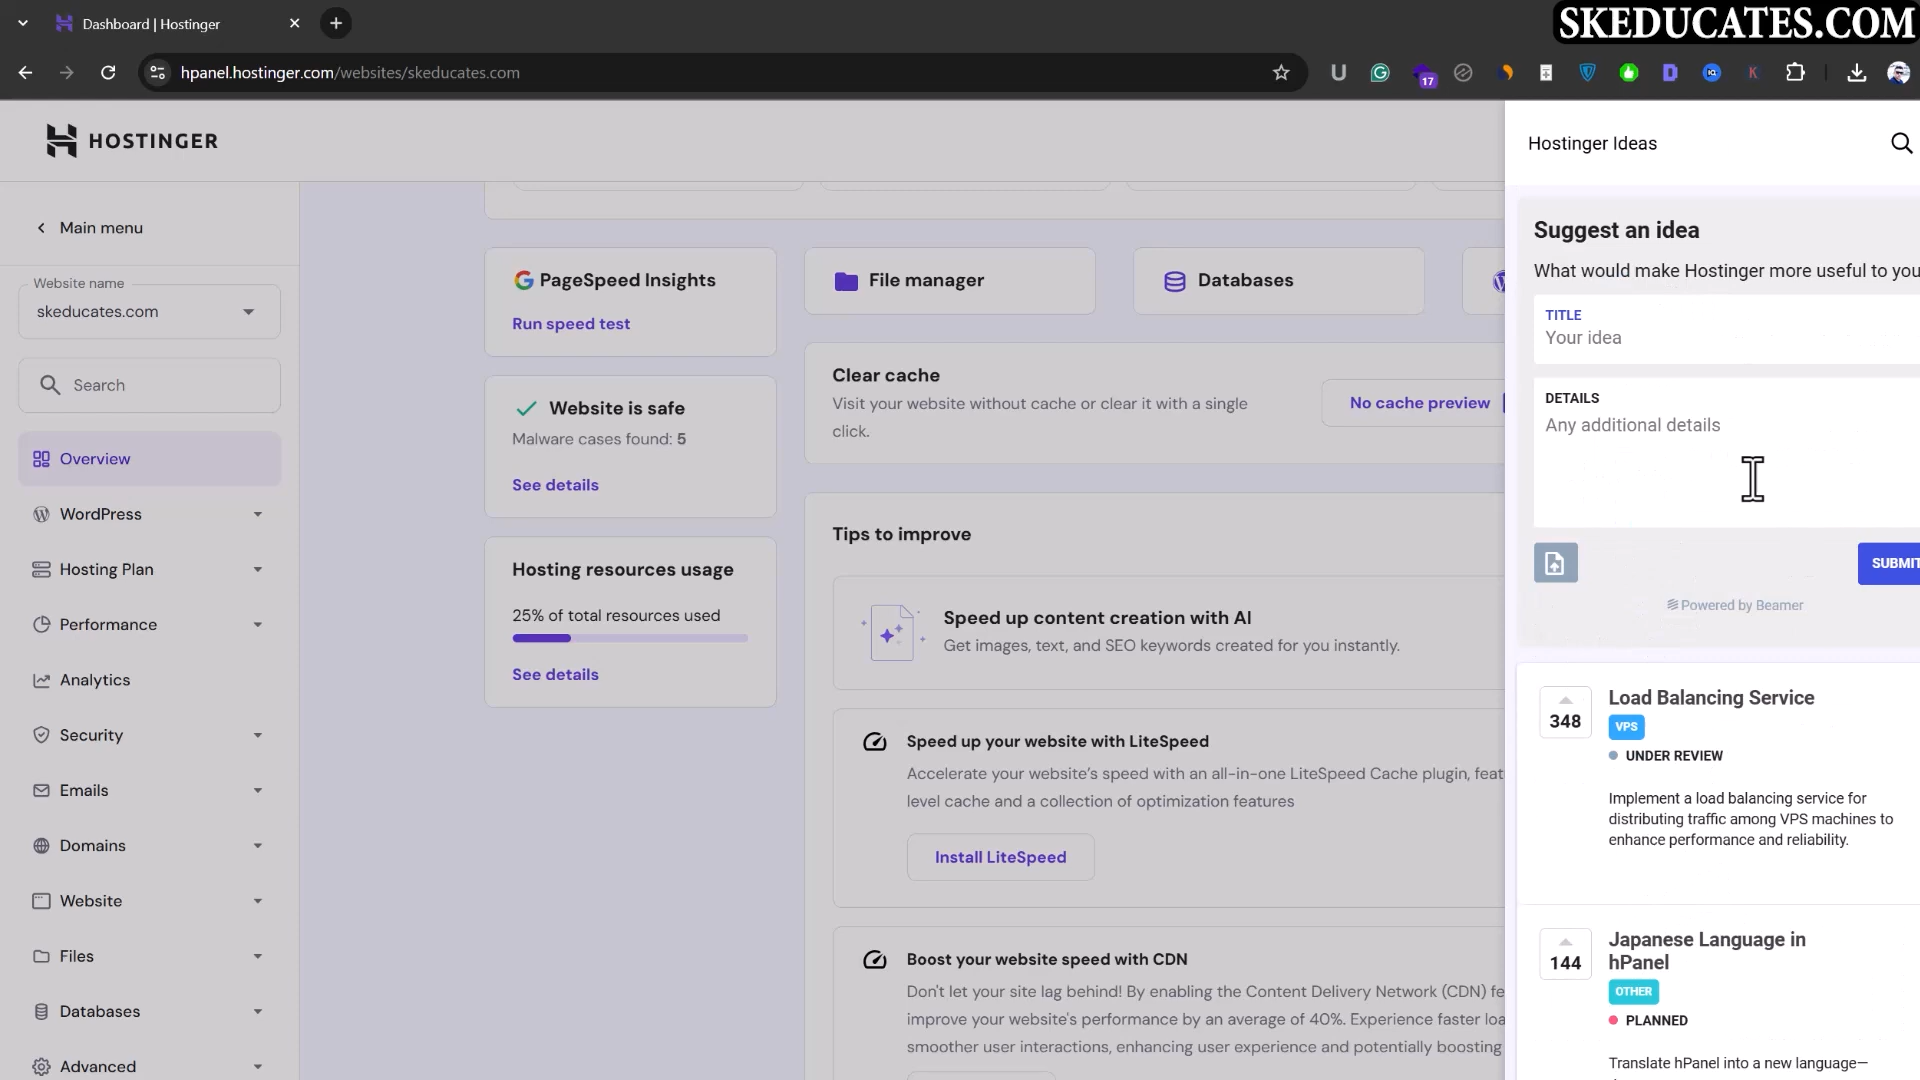 Dashboard | Hostinger
SKEDUCATES.COM
hpanel.hostinger.com/websites/skeducates.com
17
HOSTINGER
Main menu
Website name
skeducates.com
Search
Overview
WordPress
Hosting Plan
Performance
Analytics
Security
Emails
Domains
Website
Files
Databases
Advanced
PageSpeed Insights
Run speed test
Website is safe
Malware cases found: 5
See details
Hosting resources usage
25% of total resources used
See details
File manager
Databases
Clear cache
Visit your website without cache or clear it with a single
click.
No cache preview
Tips to improve
Speed up content creation with AI
Get images, text, and SEO keywords created for you instantly.
Speed up your website with LiteSpeed
Accelerate your website's speed with an all-in-one LiteSpeed Cache plugin, feat
level cache and a collection of optimization features
Install LiteSpeed
Boost your website speed with CDN
Don't let your site lag behind! By enabling the Content Delivery Network (CDN) fe
improve your website's performance by an average of 40%. Experience faster loa
smoother user interactions, enhancing user experience and potentially boosting
Hostinger Ideas
Suggest an idea
What would make Hostinger more useful to you
TITLE
Your idea
DETAILS
Any additional details
SUBMIT
Powered by Beamer
348
Load Balancing Service
VPS
UNDER REVIEW
Implement a load balancing service for
distributing traffic among VPS machines to
enhance performance and reliability.
144
Japanese Language in
hPanel
OTHER
PLANNED
Translate hPanel into a new language—